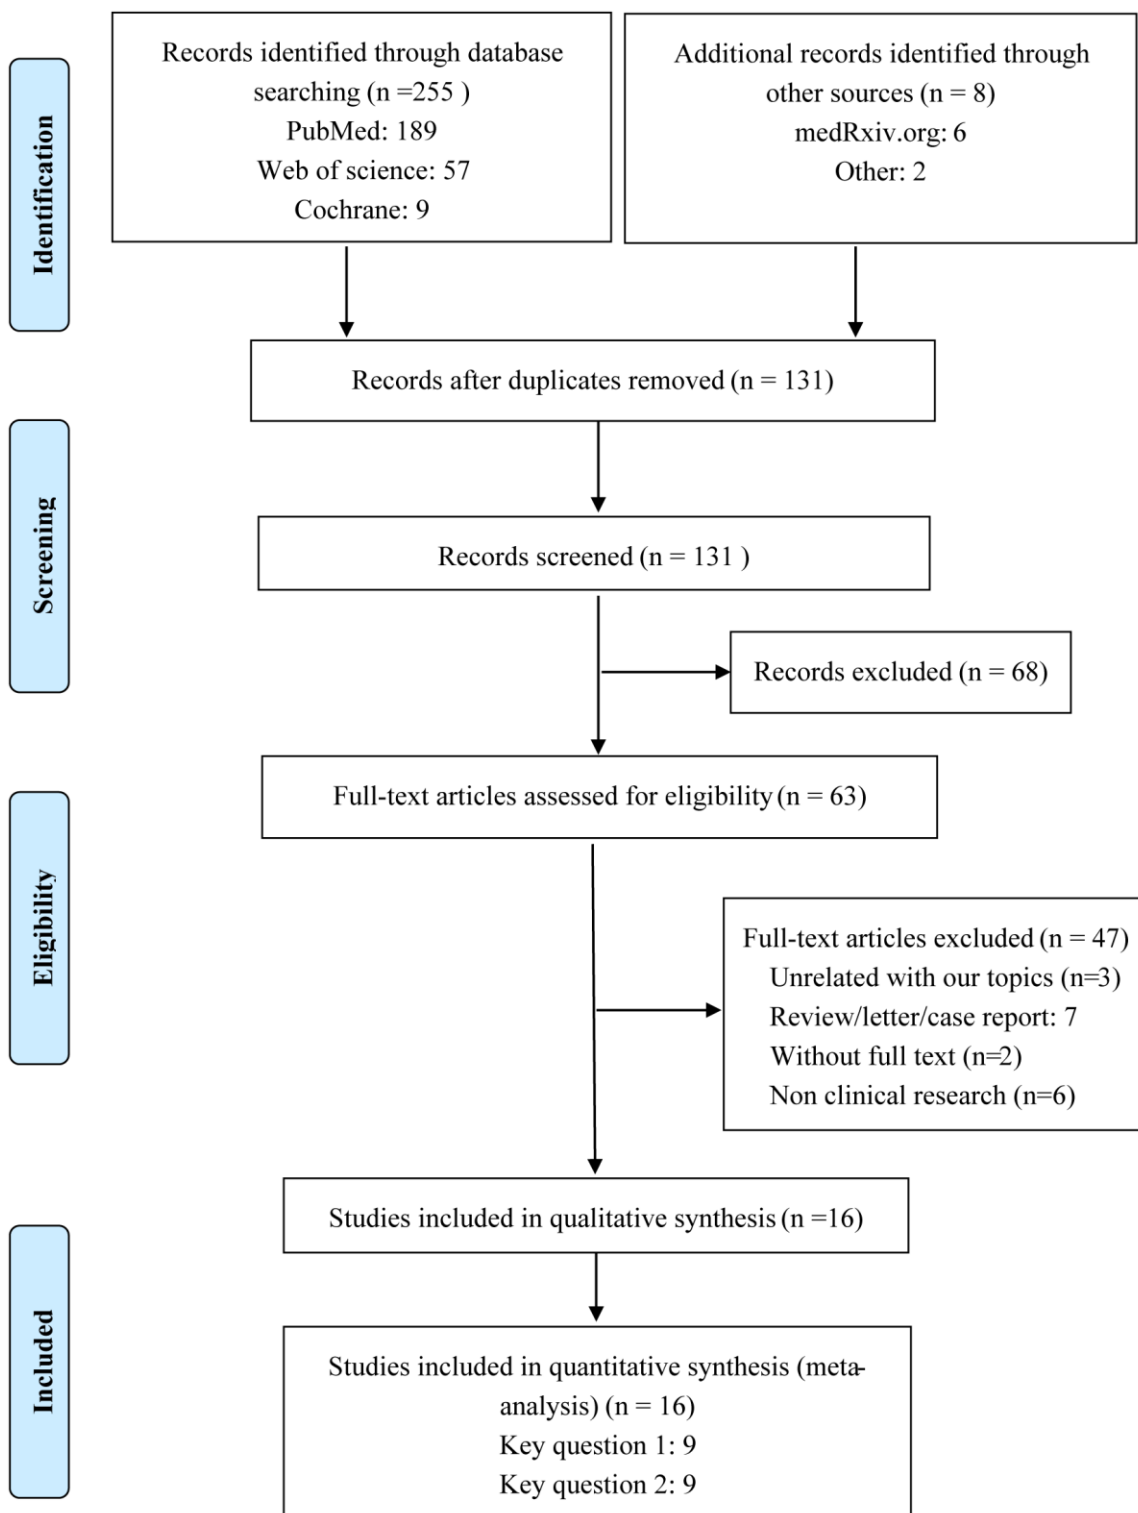 Identification
Records identified through database
searching (n =255 )
PubMed: 189
Web of science: 57
Cochrane: 9
Additional records identified through
other sources (n = 8)
medRxiv.org: 6
Other: 2
Records after duplicates removed (n = 131)
Screening
Records screened (n = 131 )
Records excluded (n = 68)
Eligibility
Full-text articles assessed for eligibility (n = 63)
Full-text articles excluded (n = 47)
Unrelated with our topics (n=3)
Review/letter/case report: 7
Without full text (n=2)
Non clinical research (n=6)
Included
Studies included in qualitative synthesis (n =16)
Studies included in quantitative synthesis (meta-
analysis) (n = 16)
Key question 1: 9
Key question 2: 9